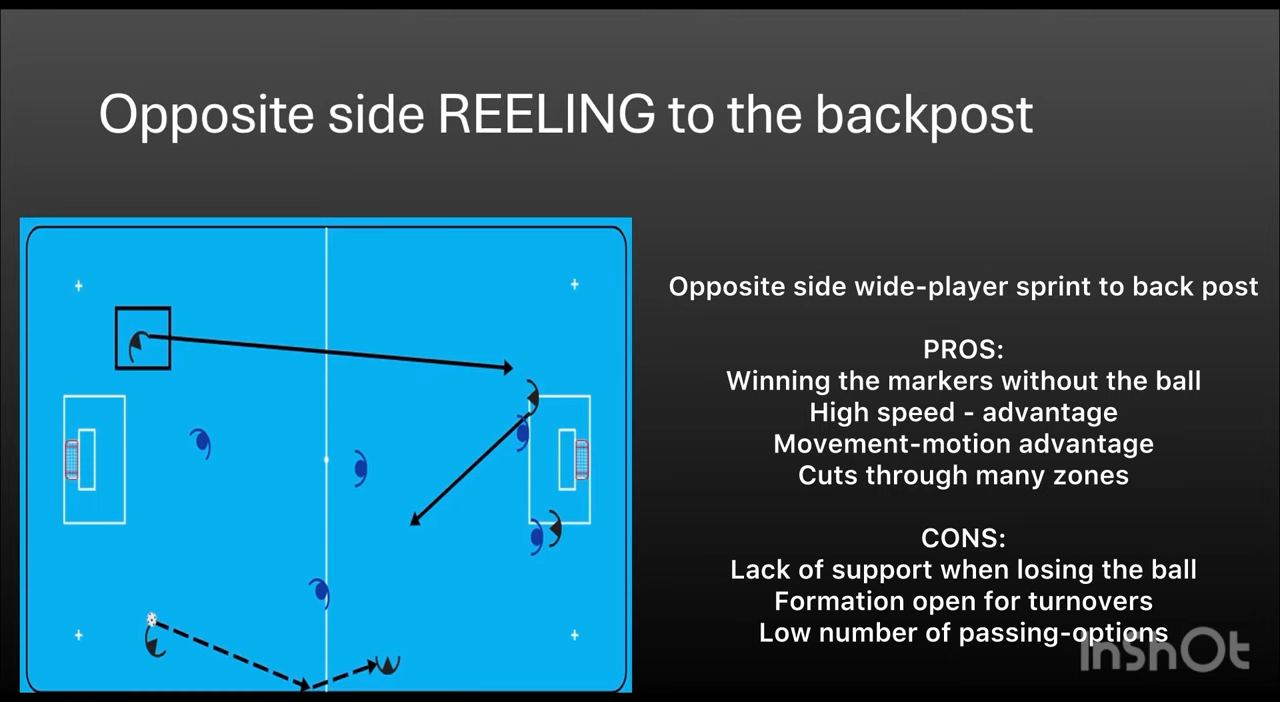 Opposite side REELING to the backpost
Opposite side wide-player sprint to back post
PROS:
Winning the markers without the ball
High speed - advantage
Movement-motion advantage
Cuts through many zones
CONS:
Lack of support when losing the ball
Formation open for turnovers
Low number of passing-options
InShOt